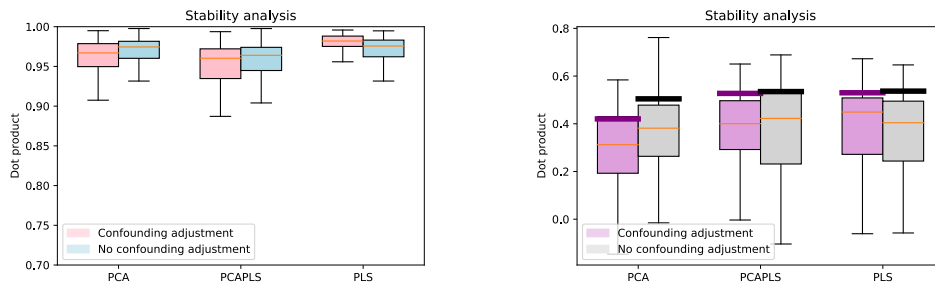 Stability analysis
Dot product
1.00
0.95
0.90
0.85
0.80
0.75
0.70
Confounding adjustment
No confounding adjustment
PCA
PCAPLS
PLS
Stability analysis
Dot product
0.8
0.6
0.4
0.2
0.0
Confounding adjustment
No confounding adjustment
PCA
PCAPLS
PLS